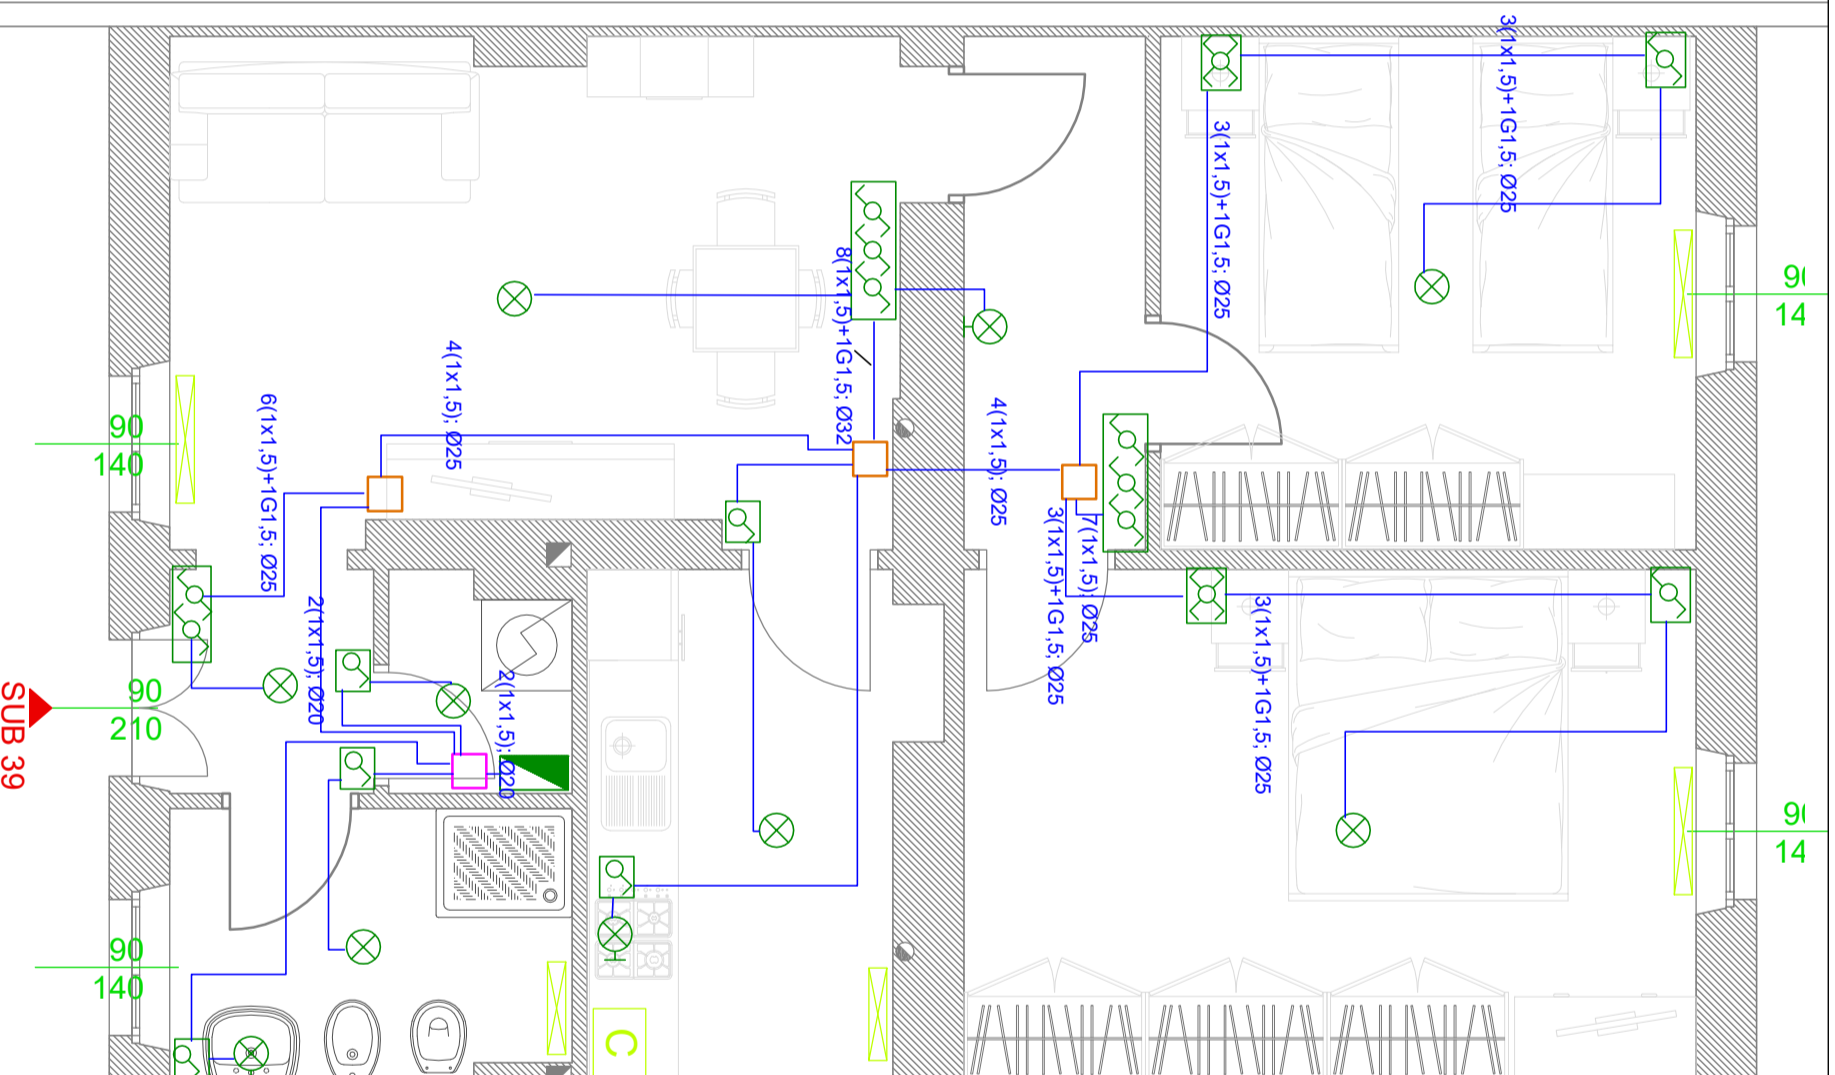 3(1x1,5)+1G1,5; Ø25
3(1x1,5)+1G1,5; Ø25
8(1x1,5)+1G1,5; Ø32
4(1x1,5); Ø25
6(1x1,5)+1G1,5; Ø25
4(1x1,5); Ø25
7(1x1,5); Ø25
3(1x1,5)+1G1,5; Ø25
2(1x1,5); Ø20
2(1x1,5); Ø20
3(1x1,5)+1G1,5; Ø25
90
140
90
210
90
140
14
14
SUB 39
C